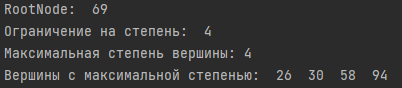 RootNode:  69
Ограничение на степень:  4
Максимальная степень вершины: 4
Вершины с максимальной степенью:  26  30  58  94